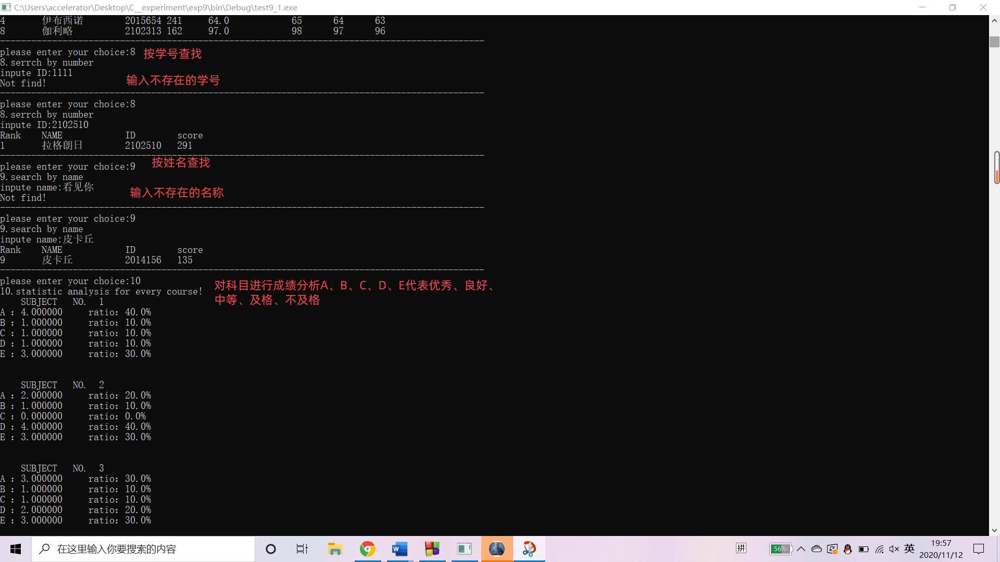 C:\Users\accelerator\Desktop\C__experiment\exp9\bin\Debug\test9_1.exe
4 伊布西诺 2015654 241 64.0 65 64 63
8 伽利略 2102313 162 97.0 98 97 96
please enter your choice:8 按学号查找
8.serrch by number
inpute ID:1111
Not find! 输入不存在的学号
please enter your choice:8
8.serrch by number
inpute ID:2102510
Rank NAME ID score
1 拉格朗日 2102510 291
please enter your choice:9 按姓名查找
9.search by name
inpute name:看见你
Not find! 输入不存在的名称
please enter your choice:9
9.search by name
inpute name:皮卡丘
Rank NAME ID score
9 皮卡丘 2014156 135
please enter your choice:10
10.statistic analysis for every course!
对科目进行成绩分析A、B、C、D、E代表优秀、良好、
中等、及格、不及格
SUBJECT NO. 1
A : 4.000000 ratio: 40.0%
B : 1.000000 ratio: 10.0%
C : 1.000000 ratio: 10.0%
D : 1.000000 ratio: 10.0%
E : 3.000000 ratio: 30.0%
SUBJECT NO. 2
A : 2.000000 ratio: 20.0%
B : 1.000000 ratio: 10.0%
C : 0.000000 ratio: 0.0%
D : 4.000000 ratio: 40.0%
E : 3.000000 ratio: 30.0%
SUBJECT NO. 3
A : 3.000000 ratio: 30.0%
B : 1.000000 ratio: 10.0%
C : 1.000000 ratio: 10.0%
D : 2.000000 ratio: 20.0%
E : 3.000000 ratio: 30.0%
在这里输入你要搜索的内容
拼
56%
英
19:57
2020/11/12